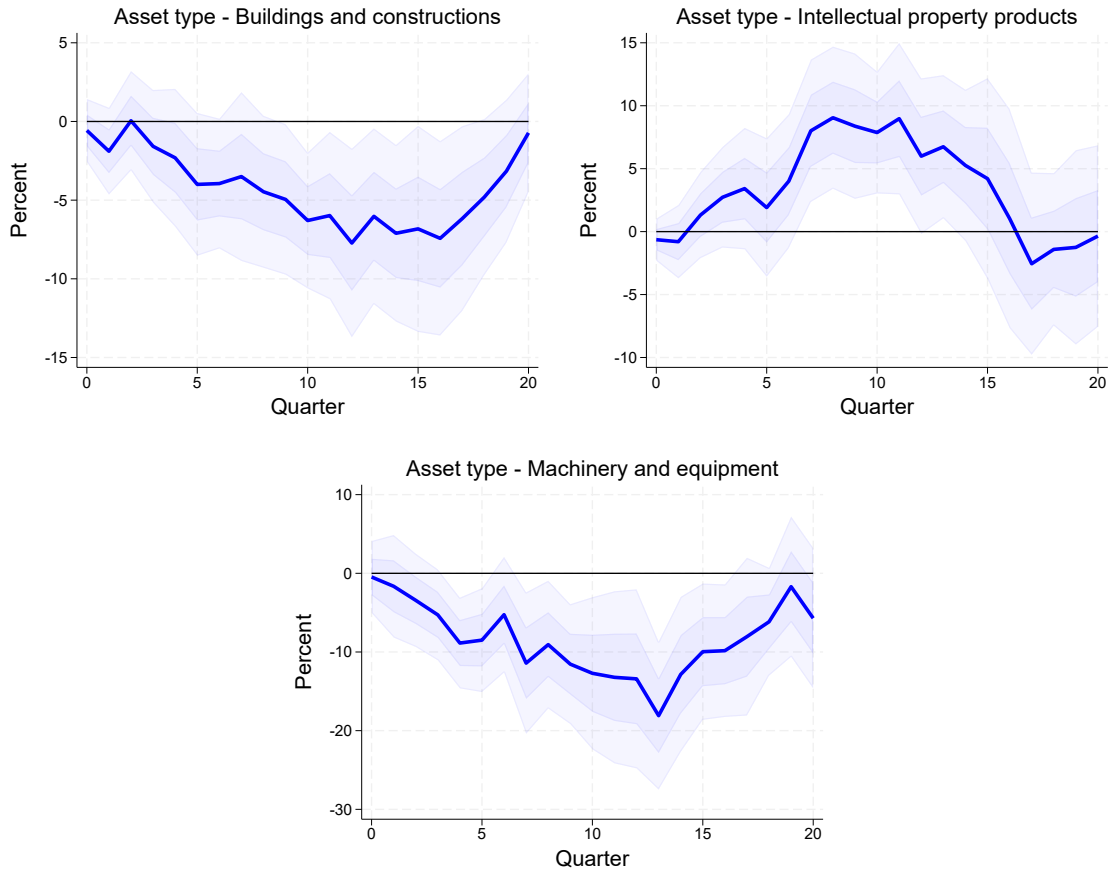 Asset type - Buildings and constructions
5
0
-5
-10
-15
Percent
0 5 10 15 20
Quarter
Asset type - Intellectual property products
15
10
5
0
-5
-10
Percent
0 5 10 15 20
Quarter
Asset type - Machinery and equipment
10
0
-10
-20
-30
Percent
0 5 10 15 20
Quarter